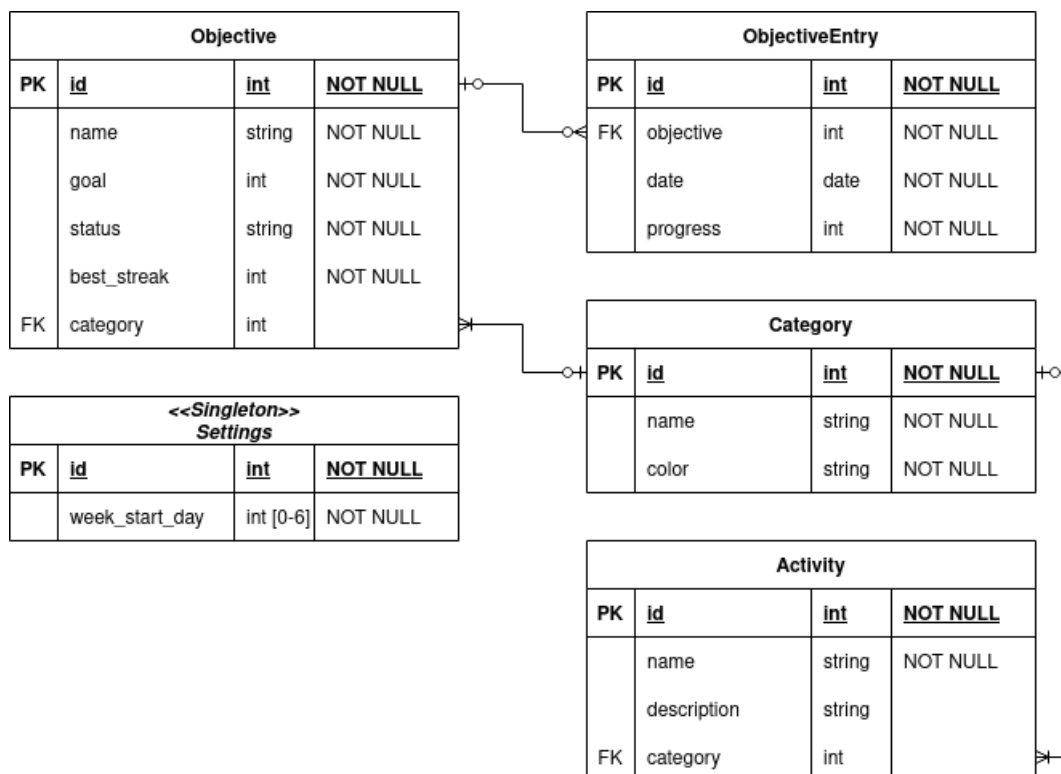 Objective
PK id int NOT NULL
name string NOT NULL
goal int NOT NULL
status string NOT NULL
best_streak int NOT NULL
FK category int
<<Singleton>>
Settings
PK id int NOT NULL
week_start_day int [0-6] NOT NULL
ObjectiveEntry
PK id int NOT NULL
FK objective int NOT NULL
date date NOT NULL
progress int NOT NULL
Category
PK id int NOT NULL
name string NOT NULL
color string NOT NULL
Activity
PK id int NOT NULL
name string NOT NULL
description string
FK category int